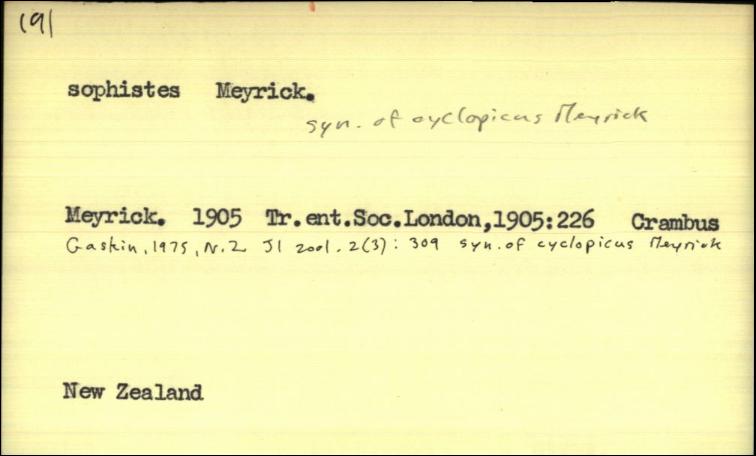 191
sophistes Meyrick.
syn. of cyclopicus Meyrick
Meyrick. 1905 Tr.ent.Soc.London,1905:226 Crambus
Gaskin, 1975, N.Z Jl zool. 2(3): 309 syn. of cyclopicus Meyrick
New Zealand